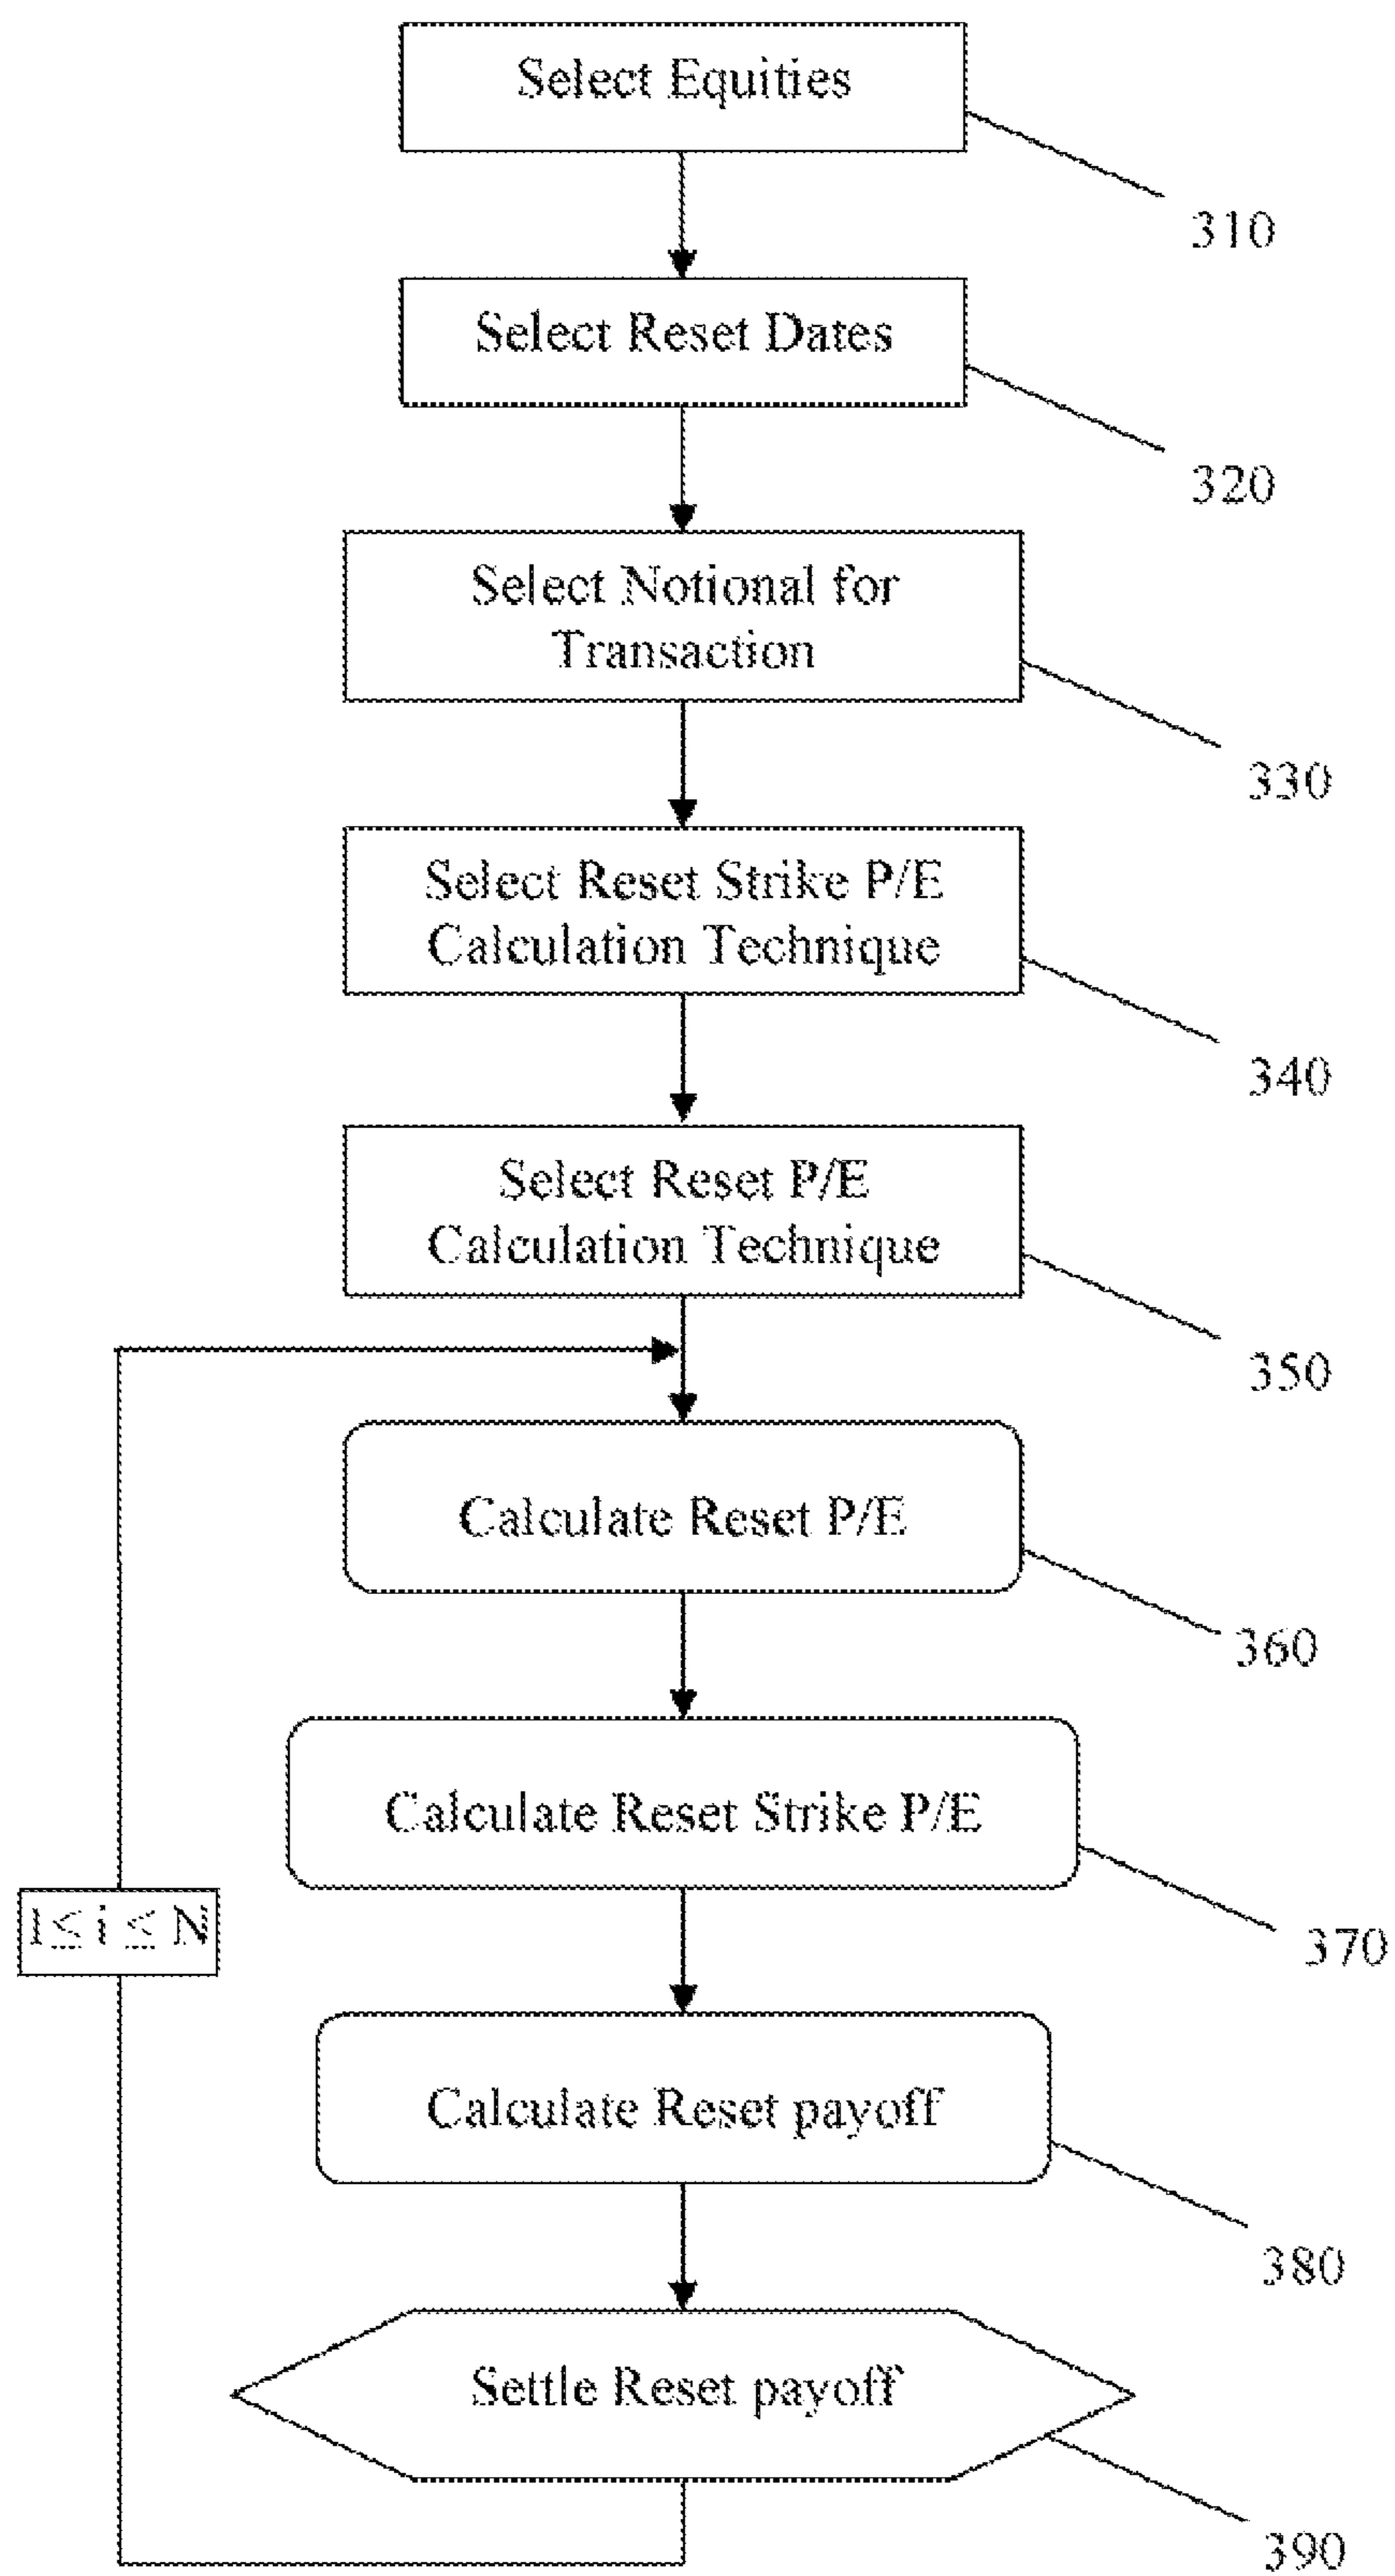 Select Equities
310
Select Reset Dates
320
Select Notional for
Transaction
330
Select Reset Strike P/E
Calculation Technique
340
Select Reset P/E
Calculation Technique
350
Calculate Reset P/E
360
Calculate Reset Strike P/E
370
1≤ i ≤ N
Calculate Reset payoff
380
Settle Reset payoff
390